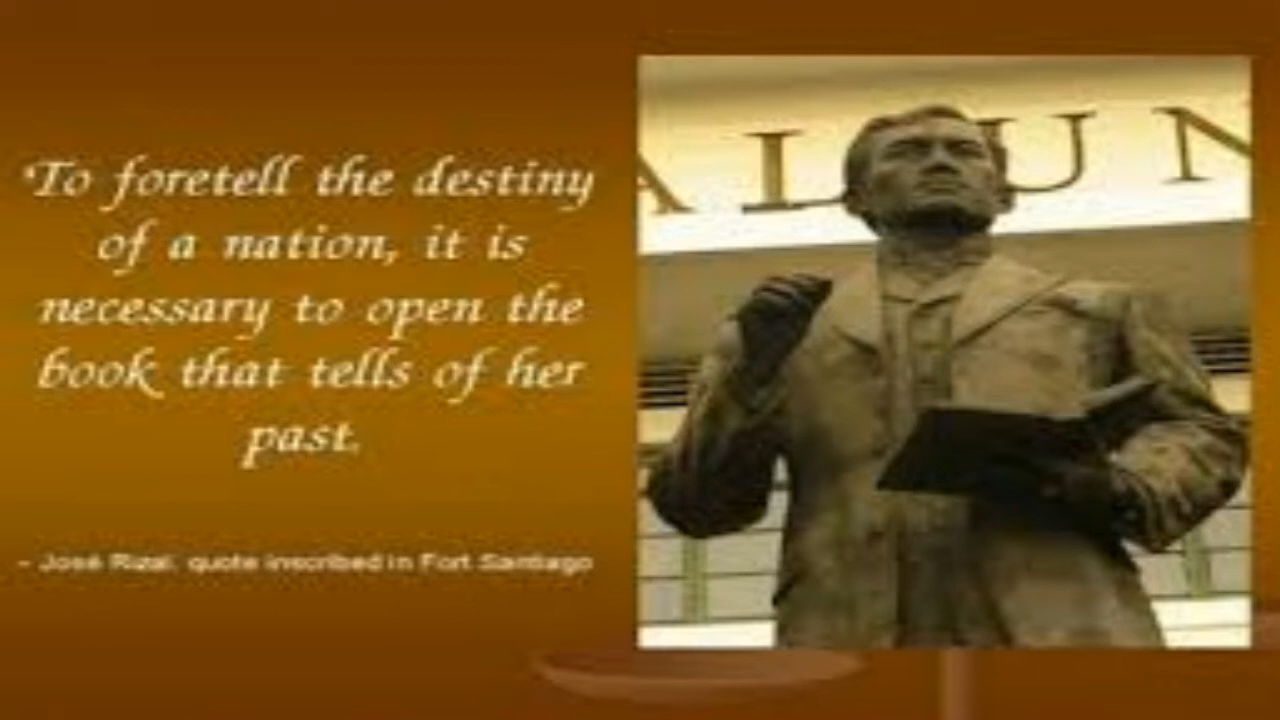 "To foretell the destiny
of a nation, it is
necessary to open the
book that tells of her
past.
- José Rizal, quote inscribed in Fort Santiago
ALUN